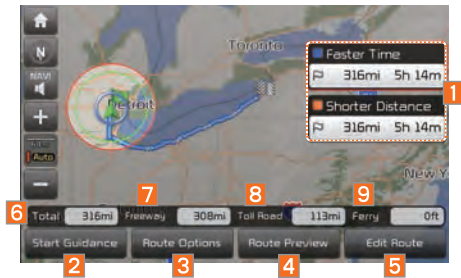 Toronto
Faster Time
N
316mi 5h 14m
1
NAVI
Detroit
Shorter Distance
316mi 5h 14m
Auto
New Y
7
8
9
6 Total 316mi Freeway 308mi Toll Road 113mi Ferry 0ft
Start Guidance Route Options Route Preview Edit Route
2 3 4 5